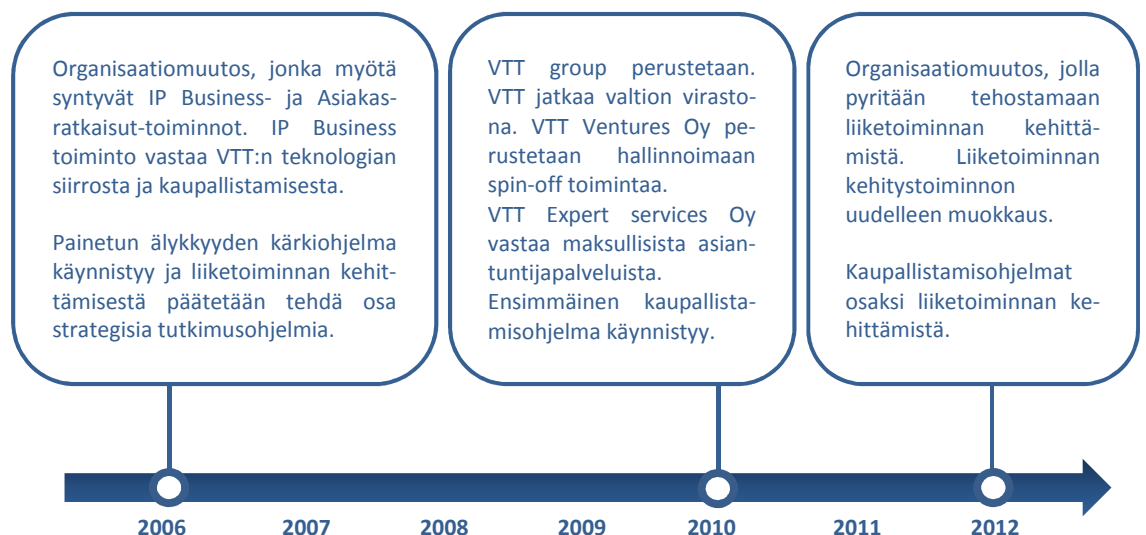 Organisaatiomuutos, jonka myötä
syntyvät IP Business- ja Asiakas-
ratkaisut-toiminnot. IP Business
toiminto vastaa VTT:n teknologian
siirrosta ja kaupallistamisesta.
Painetun älykkyyden kärkiohjelma
käynnistyy ja liiketoiminnan kehit-
tämisestä päätetään tehdä osa
strategisia tutkimusohjelmia.
VTT group perustetaan.
VTT jatkaa valtion virasto-
na. VTT Ventures Oy pe-
rustetaan hallinnoimaan
spin-off toimintaa.
VTT Expert services Oy
vastaa maksullisista asian-
tuntijapalveluista.
Ensimmäinen kaupallista-
misohjelma käynnistyy.
Organisaatiomuutos, jolla
pyritään tehostamaan
liiketoiminnan kehittä-
mistä. Liiketoiminnan
kehitystoiminnon
uudelleen muokkaus.
Kaupallistamisohjelmat
osaksi liiketoiminnan ke-
hittämistä.
2006 2007 2008 2009 2010 2011 2012